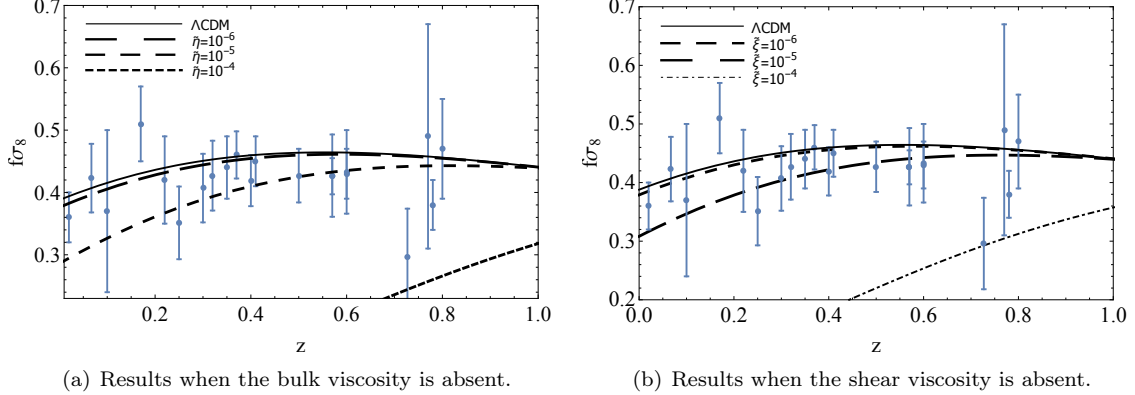 0.7
0.6
0.5
0.4
0.3
fσ₈
ΛCDM
η̃=10⁻⁶
η̃=10⁻⁵
η̃=10⁻⁴
0.2 0.4 0.6 0.8 1.0
z
(a) Results when the bulk viscosity is absent.
0.7
0.6
0.5
0.4
0.3
0.2
fσ₈
ΛCDM
ξ̃=10⁻⁶
ξ̃=10⁻⁵
ξ̃=10⁻⁴
0.0 0.2 0.4 0.6 0.8 1.0
z
(b) Results when the shear viscosity is absent.